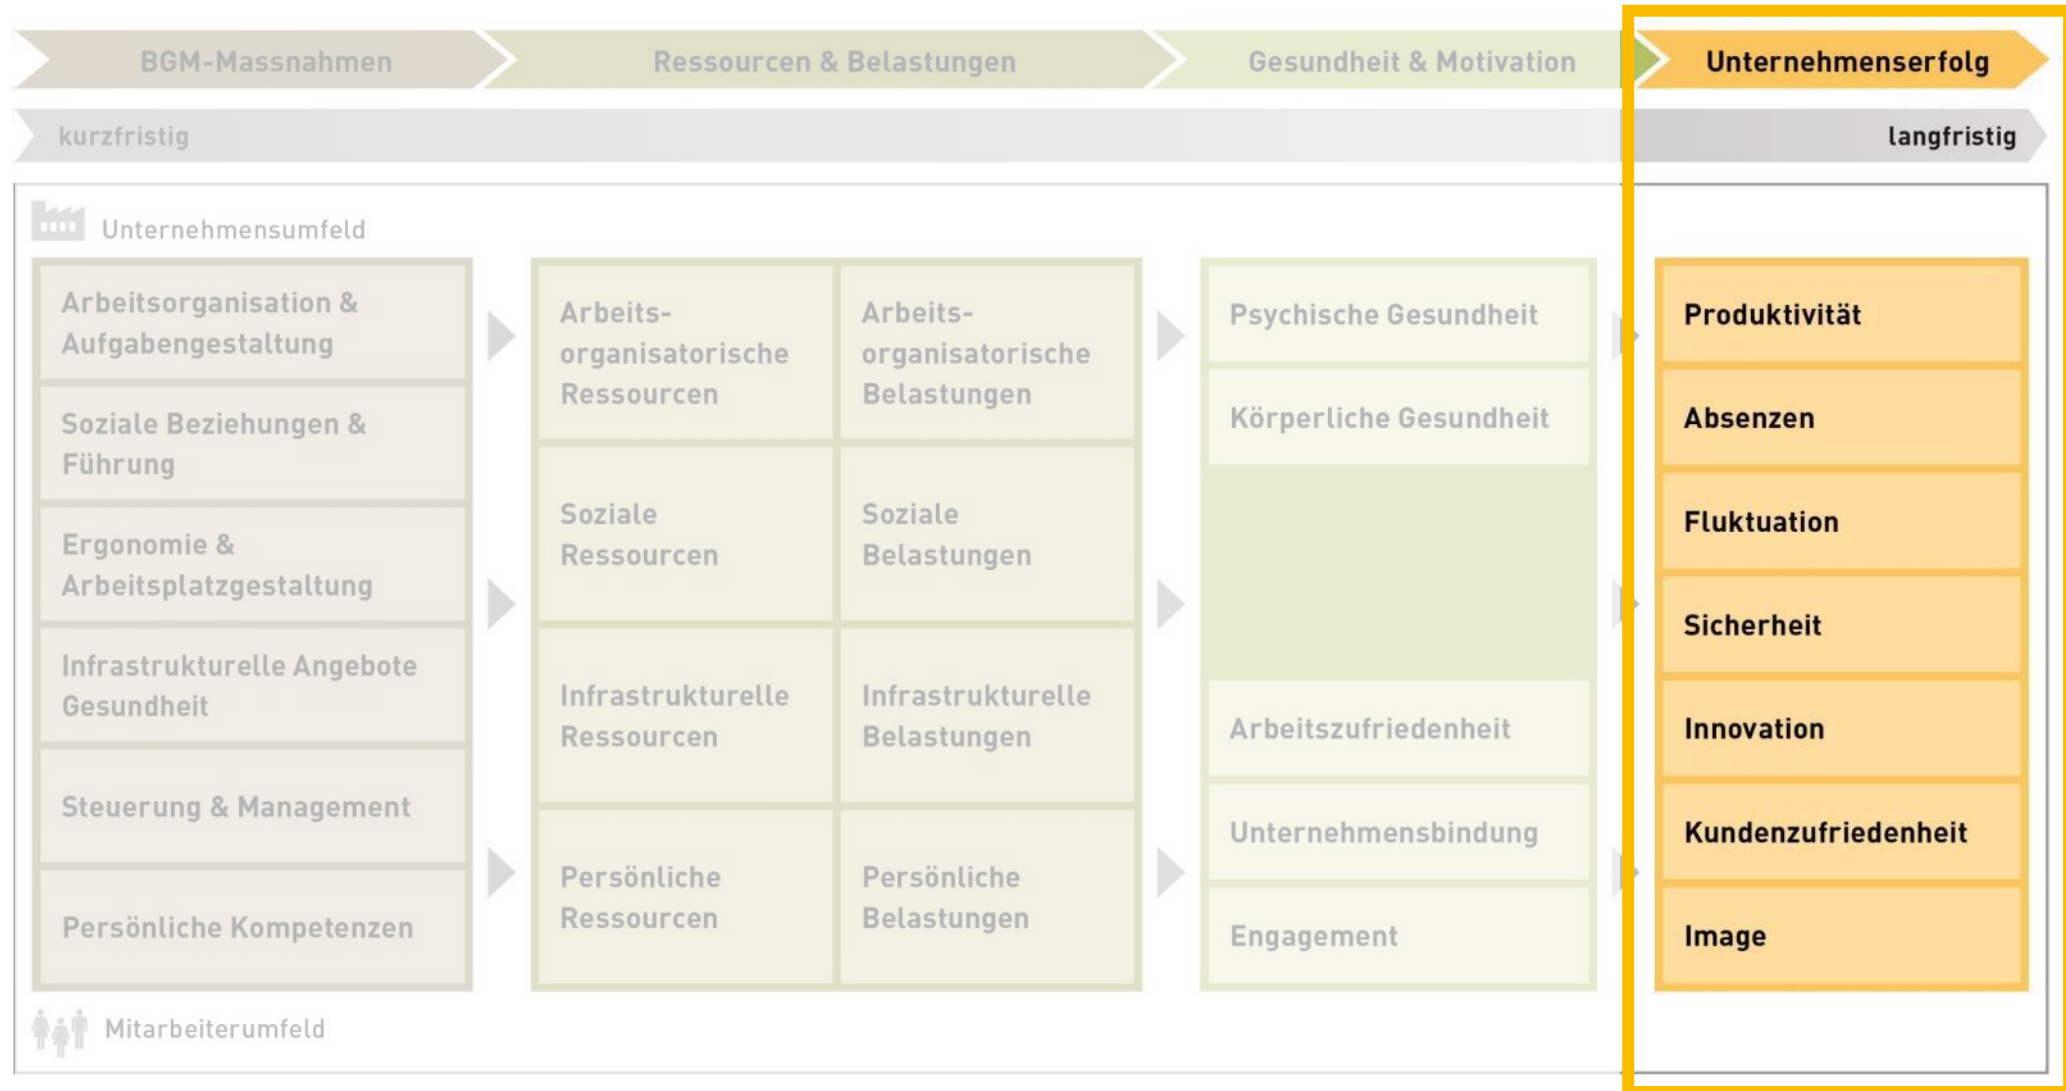 BGM-Massnahmen
Ressourcen & Belastungen
Gesundheit & Motivation
Unternehmenserfolg
kurzfristig
langfristig
Unternehmensumfeld
Arbeitsorganisation &
Aufgabengestaltung
Soziale Beziehungen &
Führung
Ergonomie &
Arbeitsplatzgestaltung
Infrastrukturelle Angebote
Gesundheit
Steuerung & Management
Persönliche Kompetenzen
Arbeits-
organisatorische
Ressourcen
Arbeits-
organisatorische
Belastungen
Soziale
Ressourcen
Soziale
Belastungen
Infrastrukturelle
Ressourcen
Infrastrukturelle
Belastungen
Persönliche
Ressourcen
Persönliche
Belastungen
Psychische Gesundheit
Körperliche Gesundheit
Arbeitszufriedenheit
Unternehmensbindung
Engagement
Produktivität
Absenzen
Fluktuation
Sicherheit
Innovation
Kundenzufriedenheit
Image
Mitarbeiterumfeld